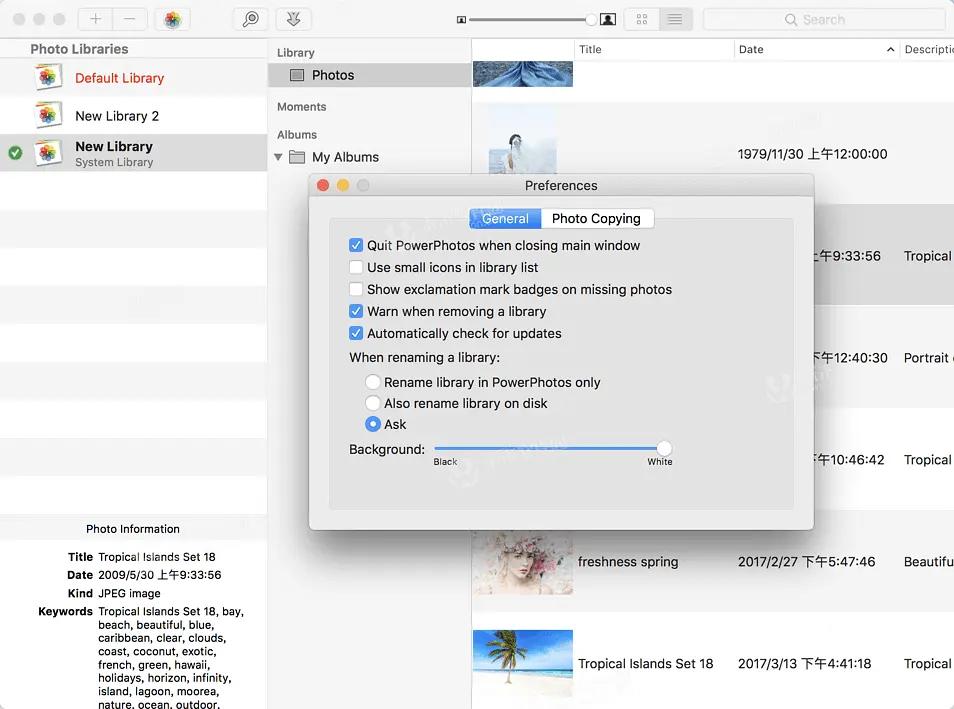 Search
Photo Libraries
Default Library
New Library 2
New Library
System Library
Library
Photos
Moments
Albums
My Albums
Title Date Descriptio
1979/11/30 上午12:00:00
上午9:33:56 Tropical
下午12:40:30 Portrait
下午10:46:42 Tropical
freshness spring 2017/2/27 下午5:47:46 Beautifu
Tropical Islands Set 18 2017/3/13 下午4:41:18 Tropical
Preferences
General Photo Copying
Quit PowerPhotos when closing main window
Use small icons in library list
Show exclamation mark badges on missing photos
Warn when removing a library
Automatically check for updates
When renaming a library:
Rename library in PowerPhotos only
Also rename library on disk
Ask
Background:
Black White
Photo Information
Title Tropical Islands Set 18
Date 2009/5/30 上午9:33:56
Kind JPEG image
Keywords Tropical Islands Set 18, bay,
beach, beautiful, blue,
caribbean, clear, clouds,
coast, coconut, exotic,
french, green, hawaii,
holidays, horizon, infinity,
island, lagoon, moorea,
nature, ocean, outdoor,